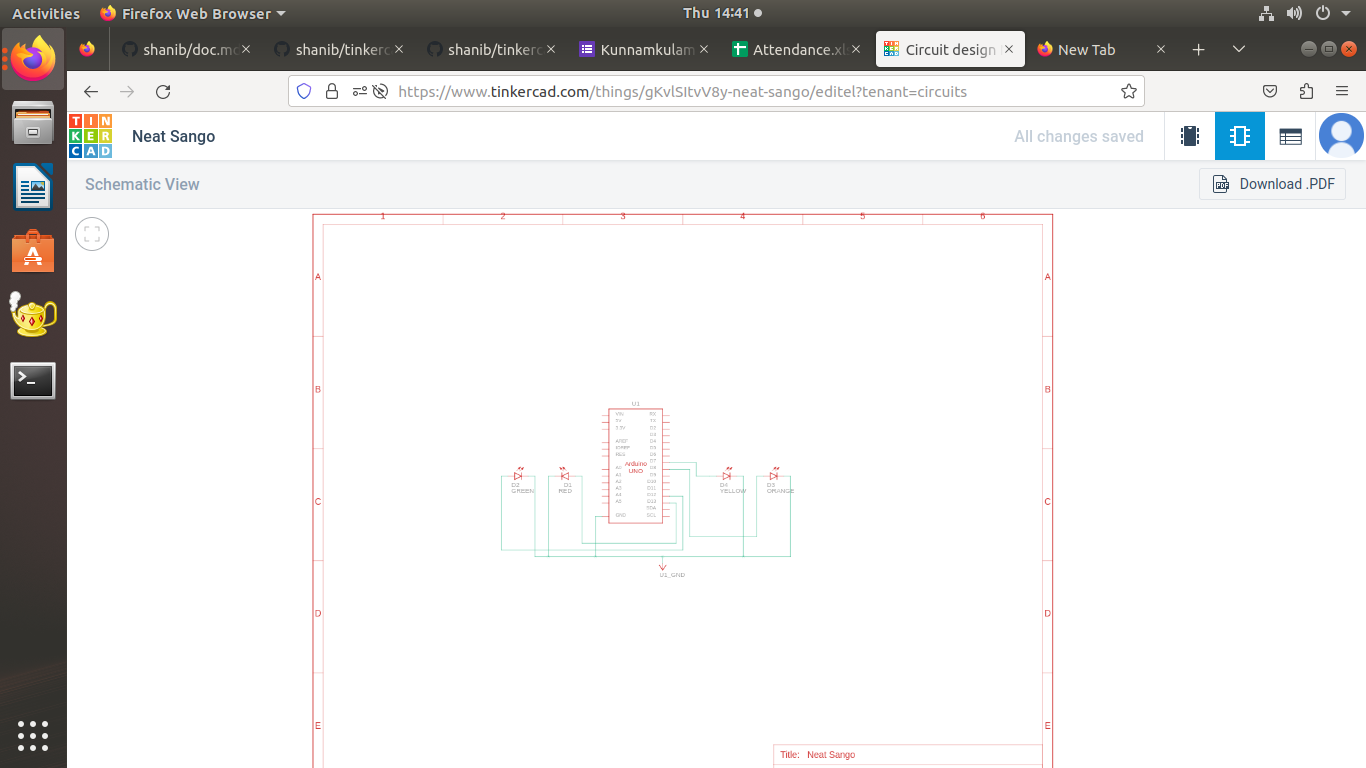 Activities Firefox Web Browser Thu 14:41
shanib/doc.md shanib/tinkerc shanib/tinkerc Kunnamkulam Attendance.xl Circuit design New Tab
https://www.tinkercad.com/things/gKvlSItvV8y-neat-sango/editel?tenant=circuits
TIN
KER
CAD
Neat Sango All changes saved
Schematic View PDF Download .PDF
1 2 3 4 5 6
A A
B B
U1
VIN
5V
3.3V
AREF
IOREF
RES
A0
A1
A2
A3
A4
A5
GND
Arduino
UNO
D2
D3
D4
D5
D6
D7
D8
D9
D10
D11
D12
D13
SDA
SCL
D2
GREEN
D1
RED
D4
YELLOW
D3
ORANGE
C C
U1_GND
D D
E E
Title: Neat Sango